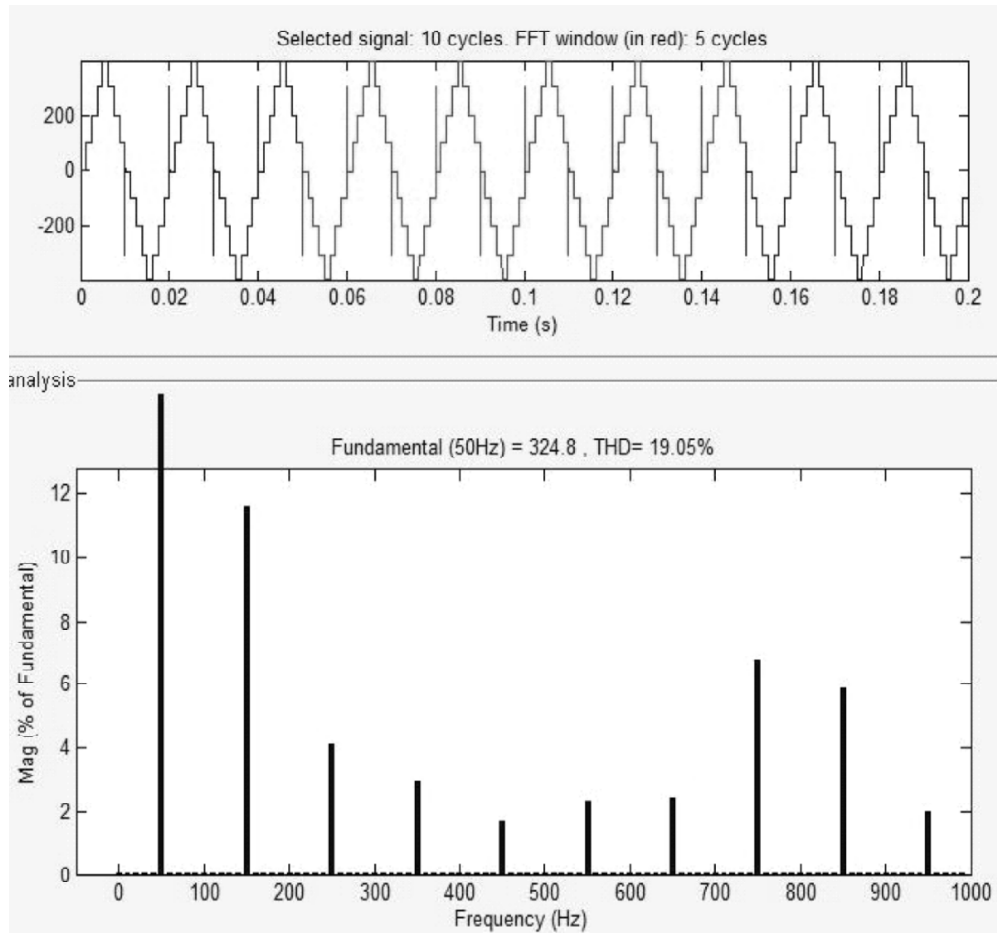 Selected signal: 10 cycles. FFT window (in red): 5 cycles
200
0
-200
0 0.02 0.04 0.06 0.08 0.1 0.12 0.14 0.16 0.18 0.2
Time (s)
analysis
Fundamental (50Hz) = 324.8 , THD= 19.05%
Mag (% of Fundamental)
12
10
8
6
4
2
0
0 100 200 300 400 500 600 700 800 900 1000
Frequency (Hz)